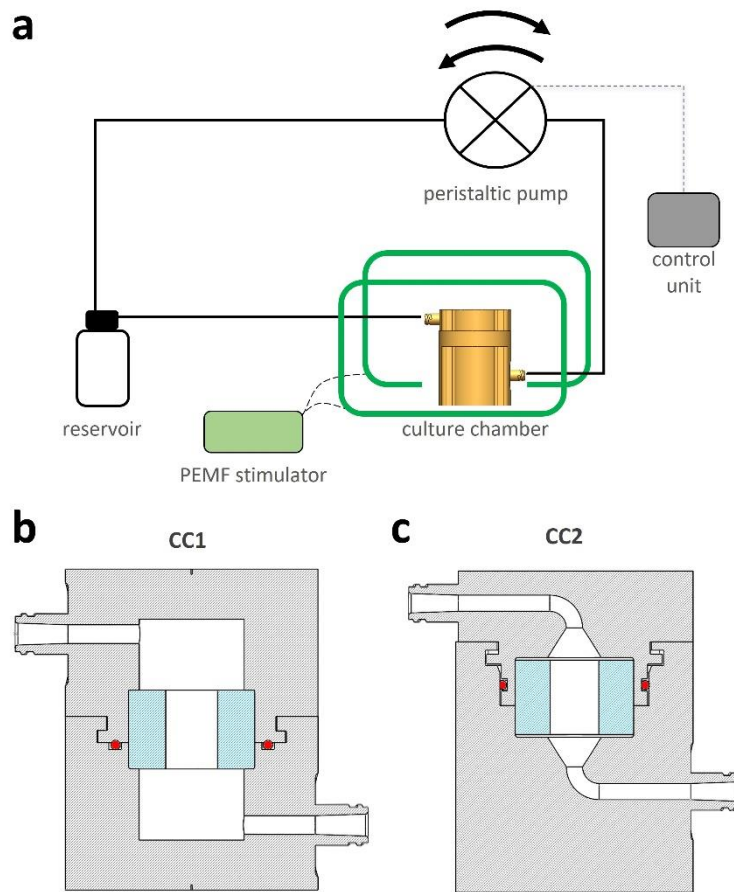 a
peristaltic pump
control
unit
reservoir
culture chamber
PEMF stimulator
b
CC1
c
CC2